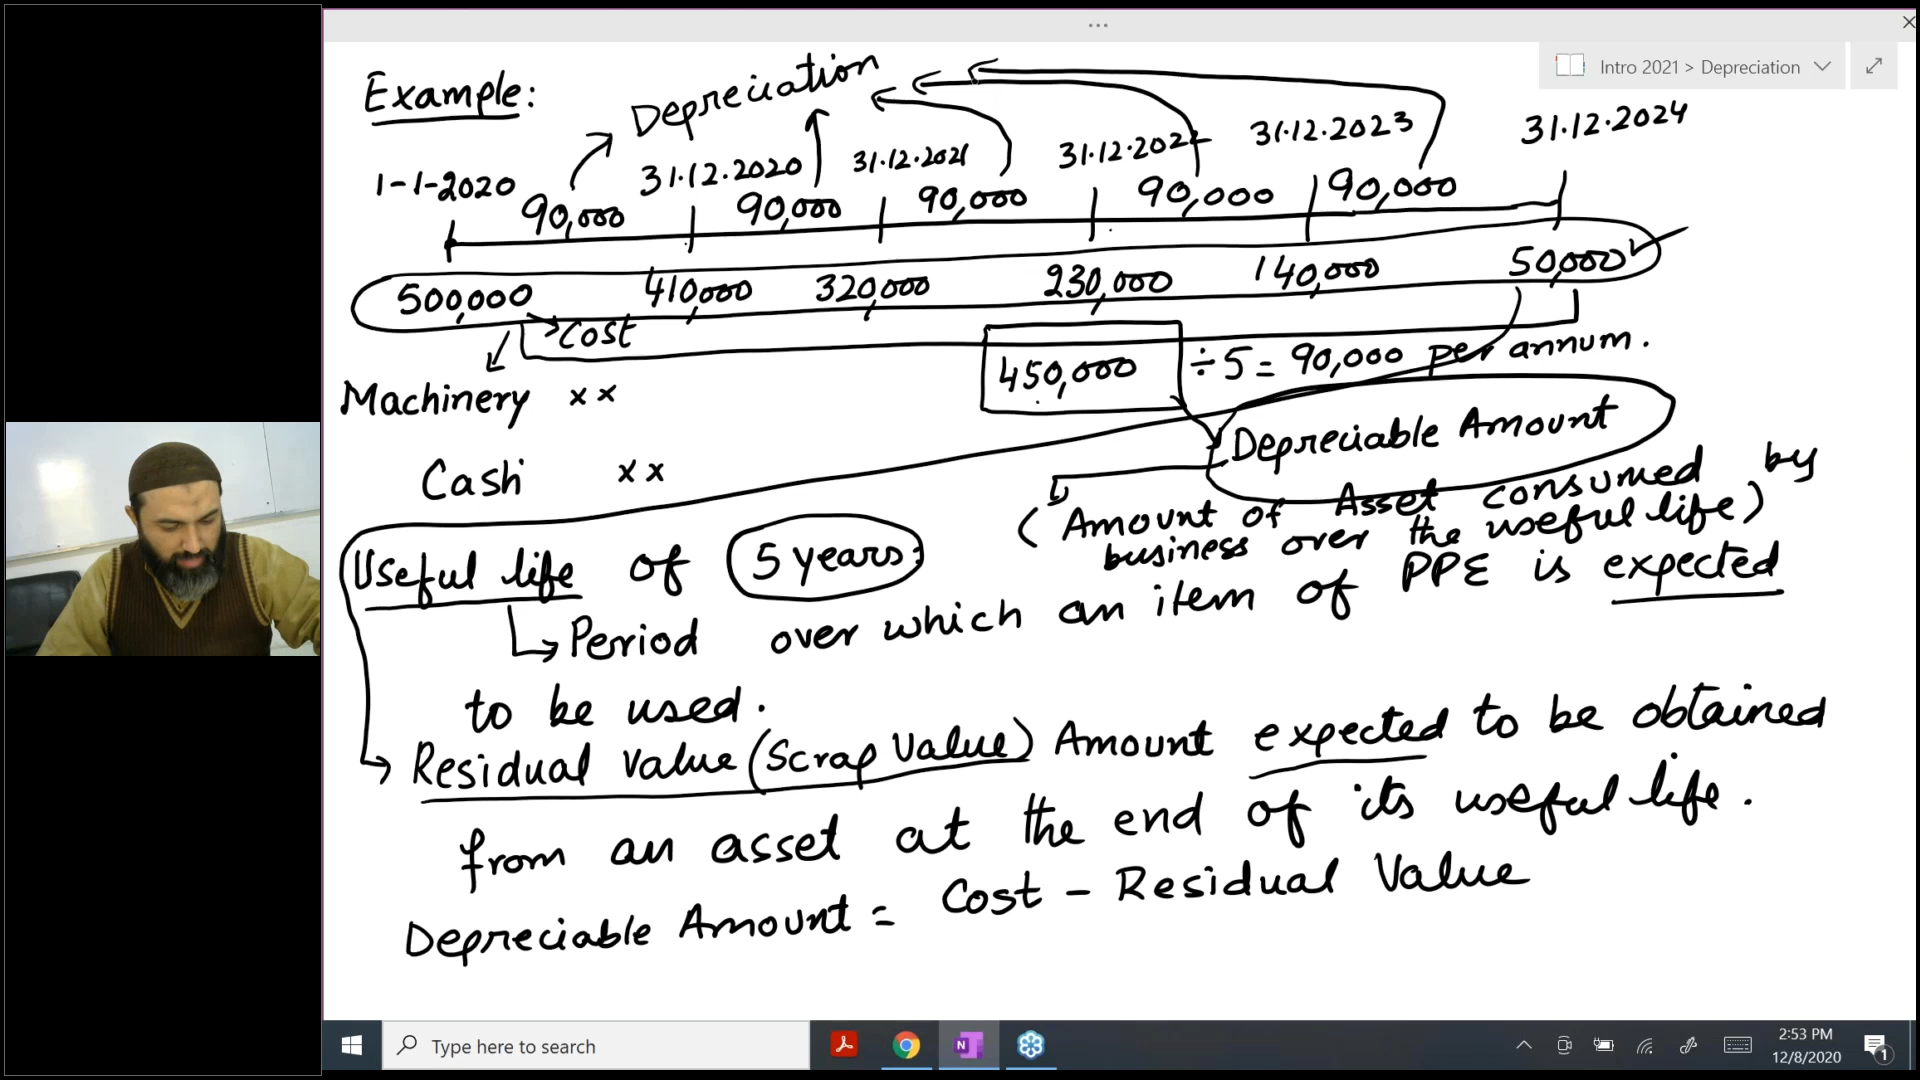 ...
Intro 2021 > Depreciation
Example:
Depreciation
1-1-2020 31.12.2020 31.12.2021 31.12.2022 31.12.2023 31.12.2024
90,000 90,000 90,000 90,000 90,000
500,000 410,000 320,000 230,000 140,000 50,000
Cost
450,000 ÷ 5 = 90,000 per annum.
Machinery xx
Depreciable Amount
Cash xx
(Amount of Asset consumed by
business over the useful life)
Useful life of 5 years:
Period over which an item of PPE is expected
to be used.
Residual Value (Scrap Value) Amount expected to be obtained
from an asset at the end of its useful life.
Depreciable Amount = Cost - Residual Value
Type here to search
N
2:53 PM
12/8/2020
1